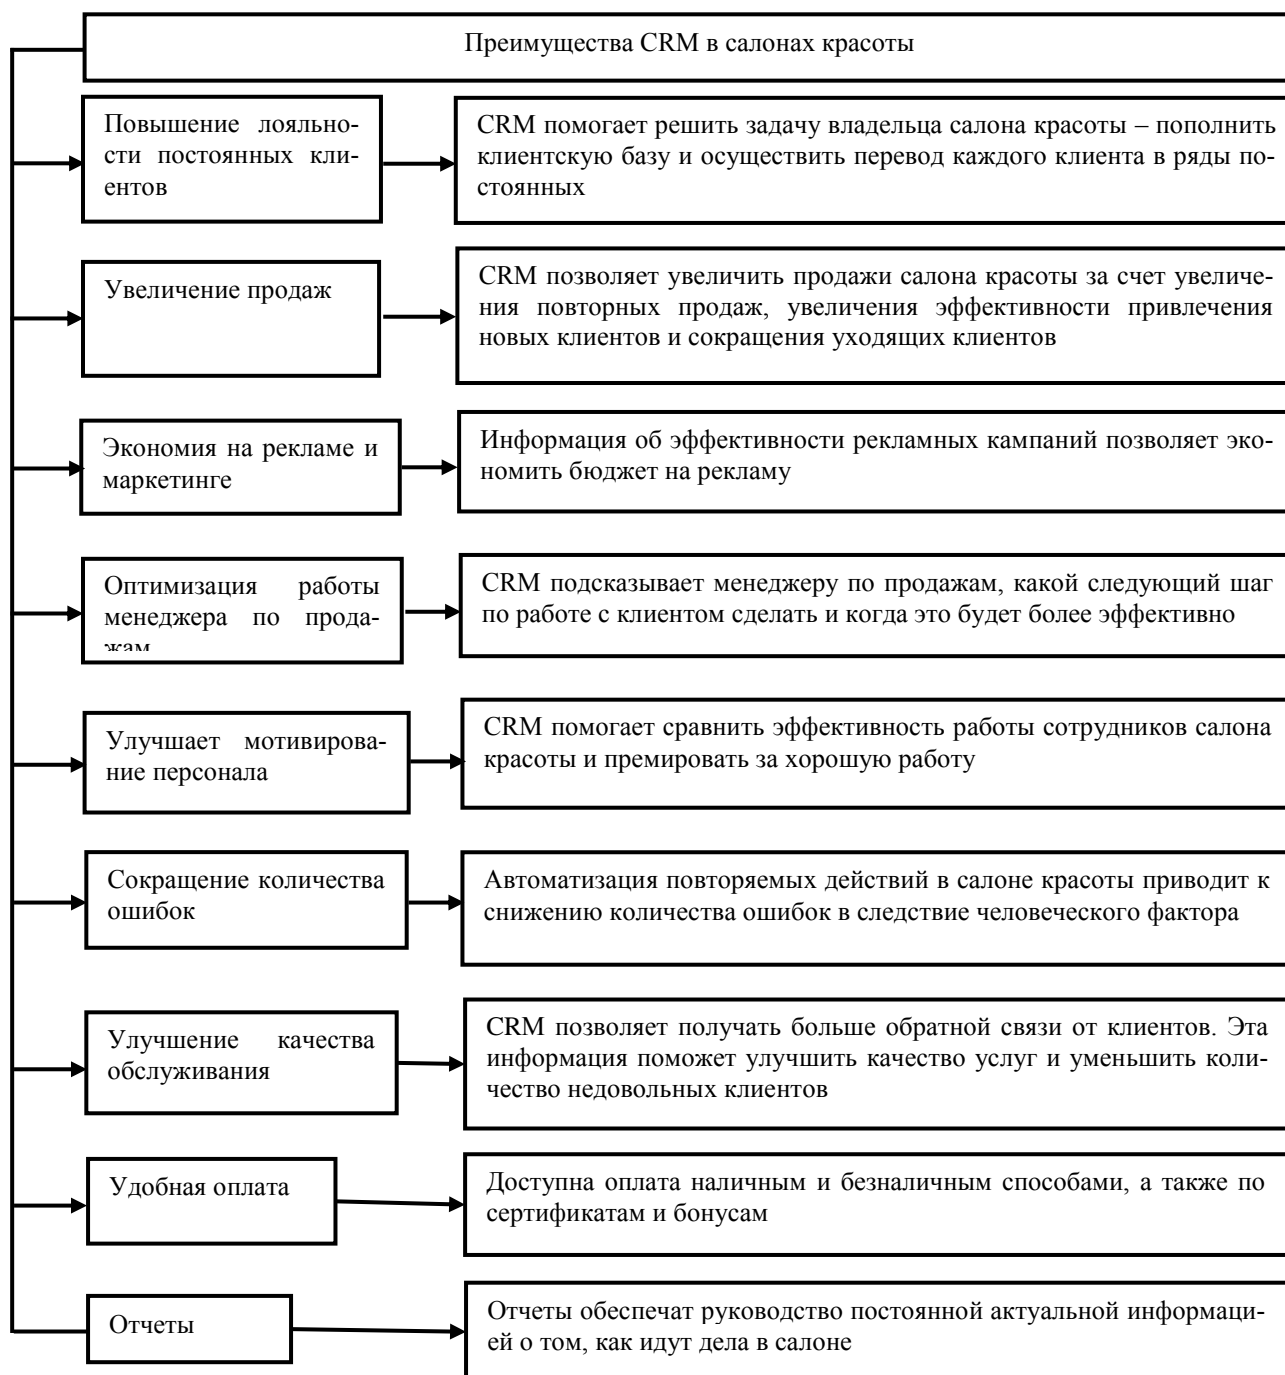 Преимущества CRM в салонах красоты
Повышение лояльно-
сти постоянных кли-
ентов
CRM помогает решить задачу владельца салона красоты – пополнить
клиентскую базу и осуществить перевод каждого клиента в ряды по-
стоянных
Увеличение продаж
CRM позволяет увеличить продажи салона красоты за счет увеличе-
ния повторных продаж, увеличения эффективности привлечения
новых клиентов и сокращения уходящих клиентов
Экономия на рекламе и
маркетинге
Информация об эффективности рекламных кампаний позволяет эко-
номить бюджет на рекламу
Оптимизация работы
менеджера по прода-
жам
CRM подсказывает менеджеру по продажам, какой следующий шаг
по работе с клиентом сделать и когда это будет более эффективно
Улучшает мотивирова-
ние персонала
CRM помогает сравнить эффективность работы сотрудников салона
красоты и премировать за хорошую работу
Сокращение количества
ошибок
Автоматизация повторяемых действий в салоне красоты приводит к
снижению количества ошибок в следствие человеческого фактора
Улучшение качества
обслуживания
CRM позволяет получать больше обратной связи от клиентов. Эта
информация поможет улучшить качество услуг и уменьшить коли-
чество недовольных клиентов
Удобная оплата
Доступна оплата наличным и безналичным способами, а также по
сертификатам и бонусам
Отчеты
Отчеты обеспечат руководство постоянной актуальной информаци-
ей о том, как идут дела в салоне